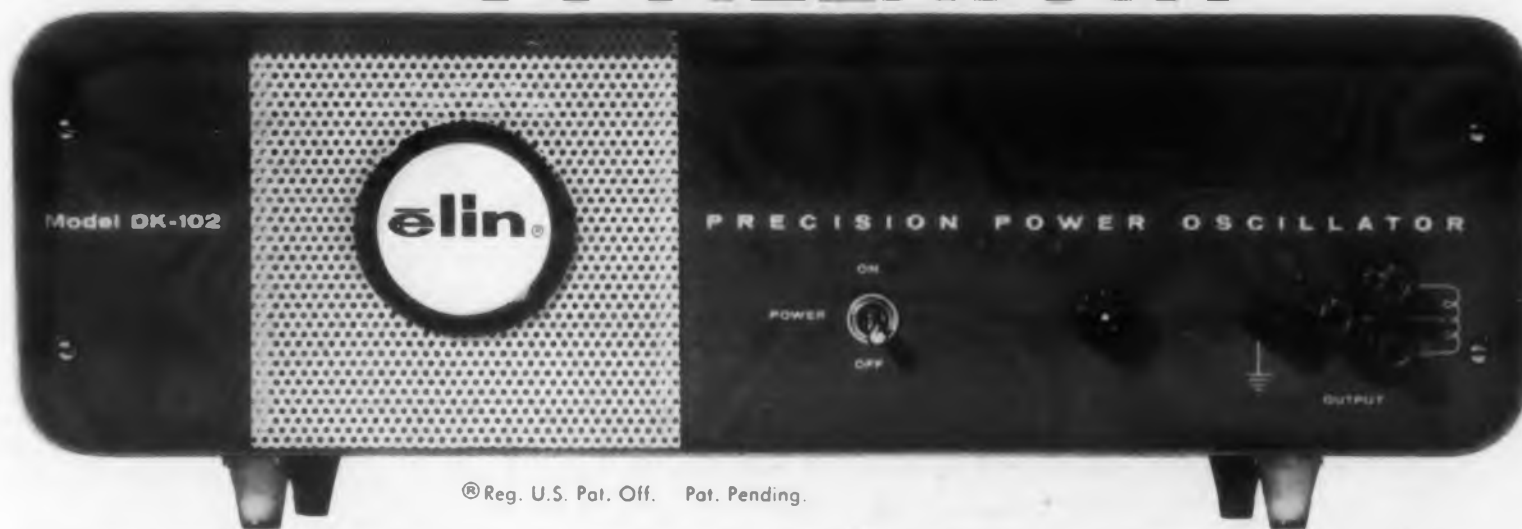 Model DK-102
ēlin®
PRECISION POWER OSCILLATOR
ON
POWER
OFF
OUTPUT
®Reg. U.S. Pat. Off. Pat. Pending.